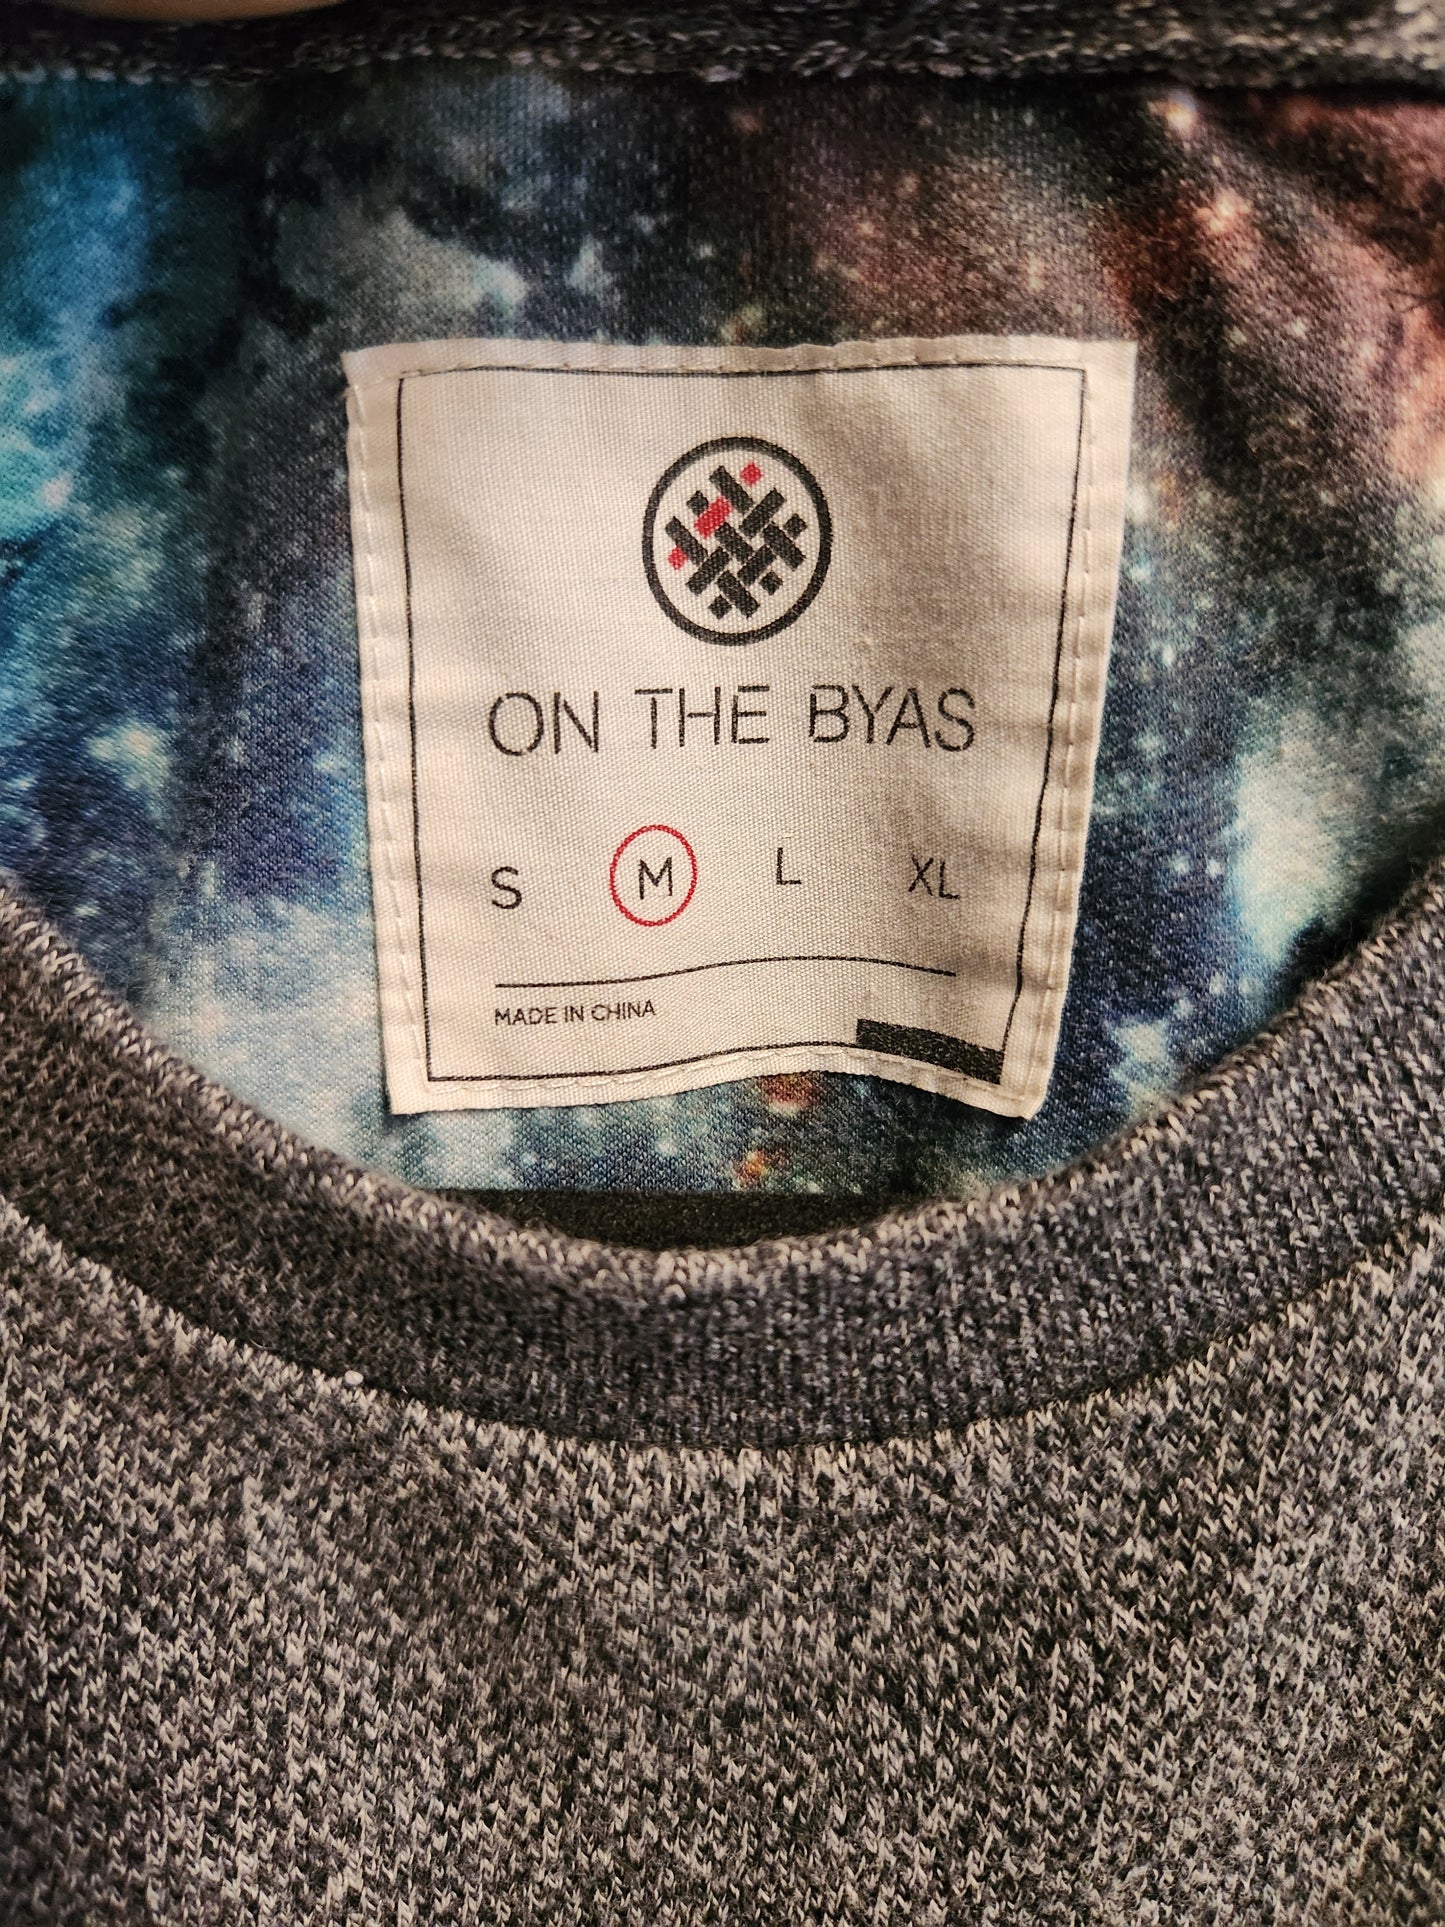 ON THE BYAS
S M L XL
MADE IN CHINA